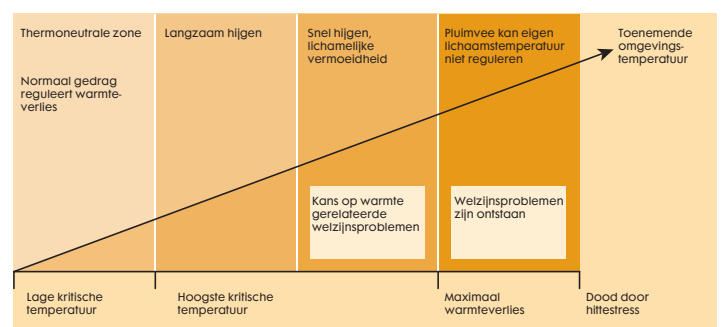 Thermoneutrale zone
Normaal gedrag
reguleert warmte-
verlies
Langzaam hijgen
Snel hijgen,
lichamelijke
vermoeidheid
Pluimvee kan eigen
lichaamstemperatuur
niet reguleren
Toenemende
omgevings-
temperatuur
Kans op warmte
gerelateerde
welzijnsproblemen
Welzijnsproblemen
zijn ontstaan
Lage kritische
temperatuur
Hoogste kritische
temperatuur
Maximaal
warmteverlies
Dood door
hittestress